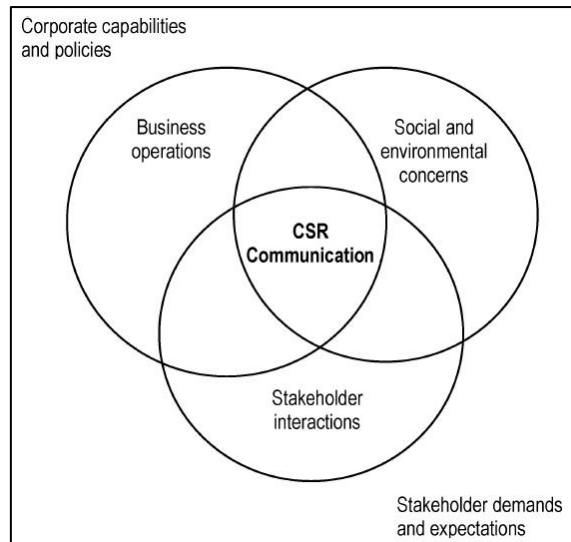 Corporate capabilities
and policies
Business
operations
Social and
environmental
concerns
CSR
Communication
Stakeholder
interactions
Stakeholder demands
and expectations